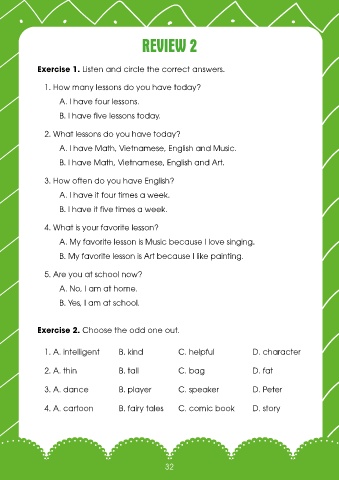 REVIEW 2
Exercise 1. Listen and circle the correct answers.
1. How many lessons do you have today?
A. I have four lessons.
B. I have five lessons today.
2. What lessons do you have today?
A. I have Math, Vietnamese, English and Music.
B. I have Math, Vietnamese, English and Art.
3. How often do you have English?
A. I have it four times a week.
B. I have it five times a week.
4. What is your favorite lesson?
A. My favorite lesson is Music because I love singing.
B. My favorite lesson is Art because I like painting.
5. Are you at school now?
A. No, I am at home.
B. Yes, I am at school.
Exercise 2. Choose the odd one out.
1. A. intelligent B. kind C. helpful D. character
2. A. thin B. tall C. bag D. fat
3. A. dance B. player C. speaker D. Peter
4. A. cartoon B. fairy tales C. comic book D. story
32